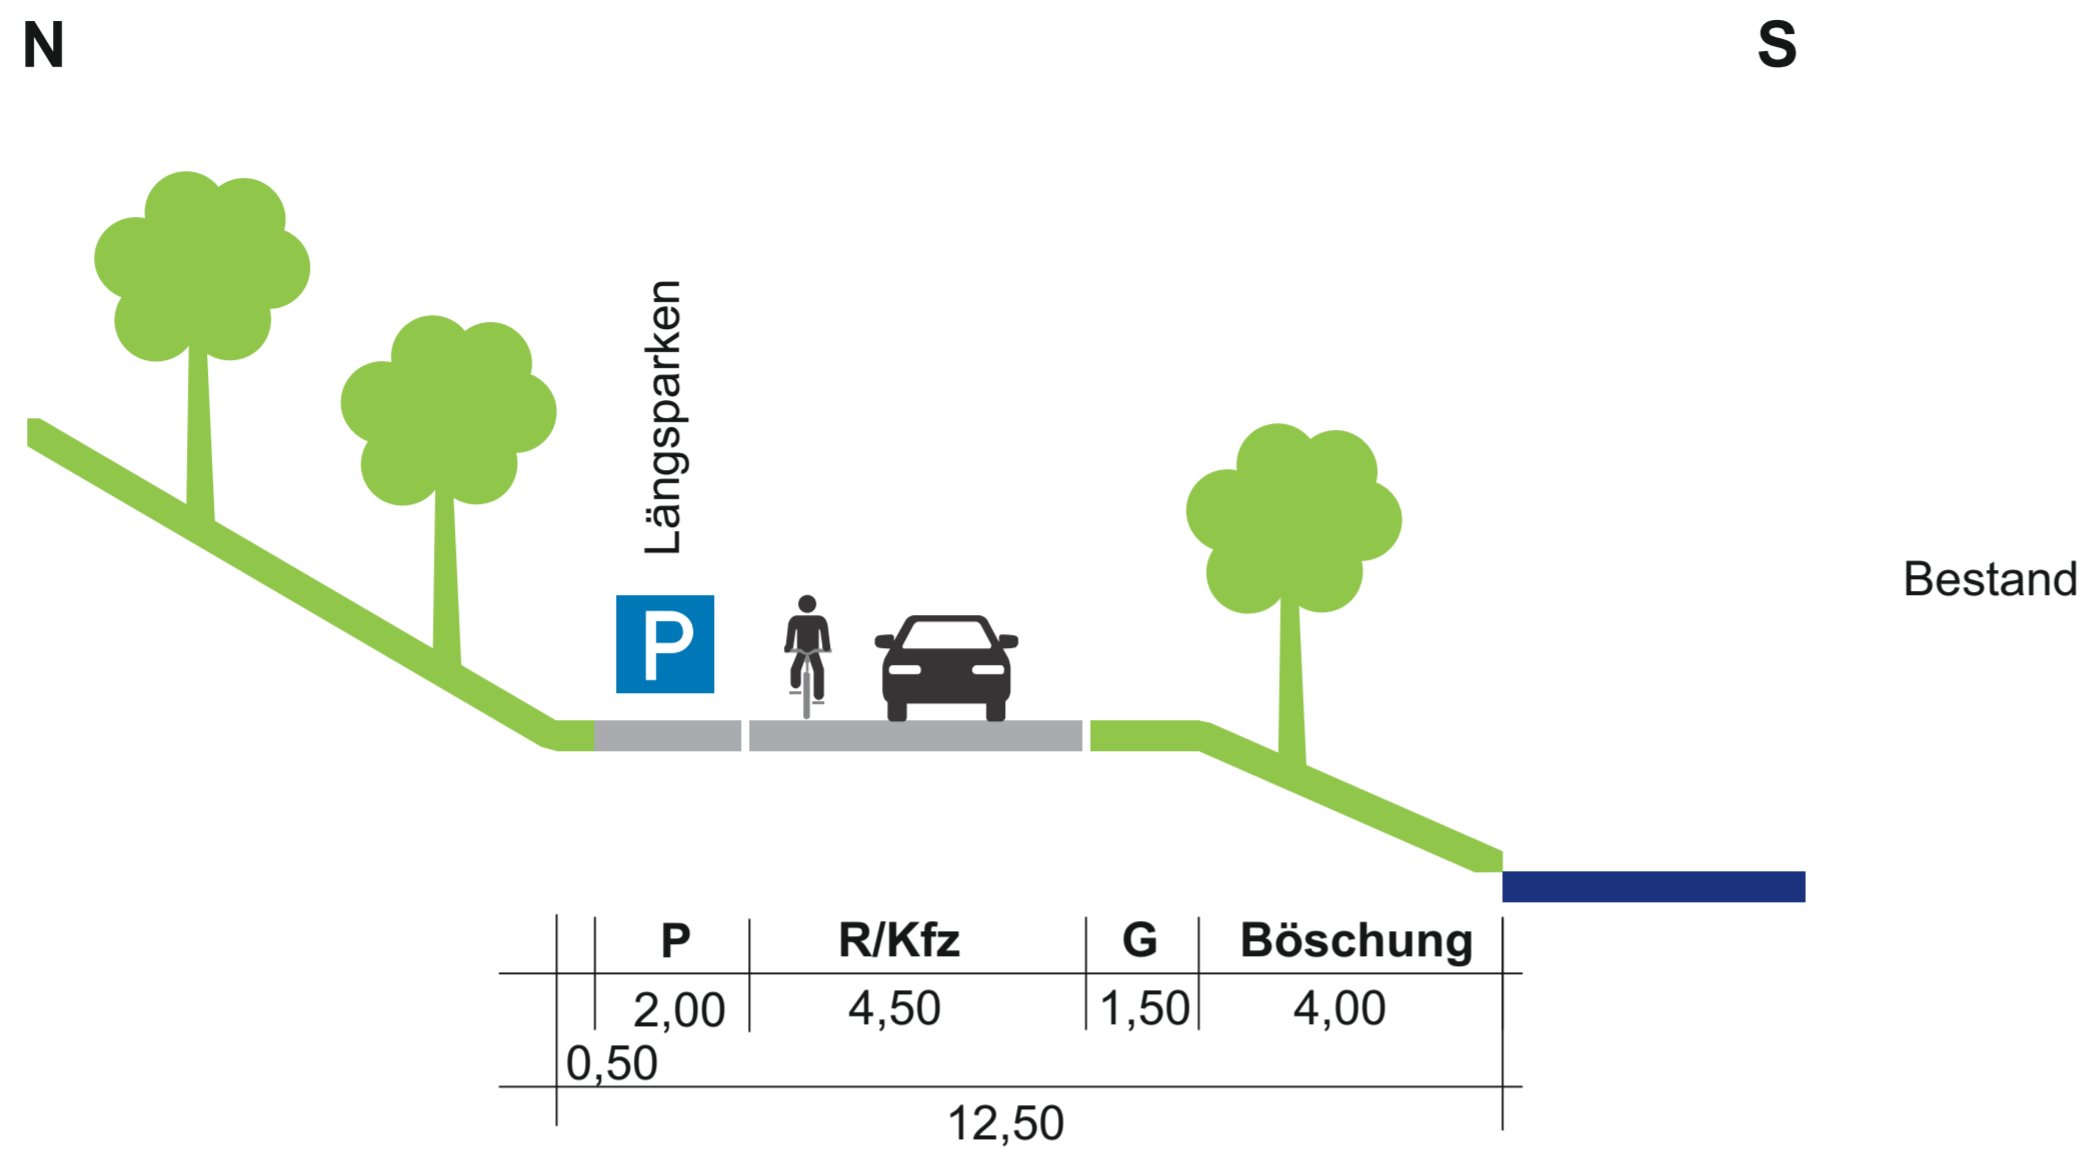 N
S
Längsparken
P
Bestand
P R/Kfz G Böschung
2,00 4,50 1,50 4,00
0,50
12,50